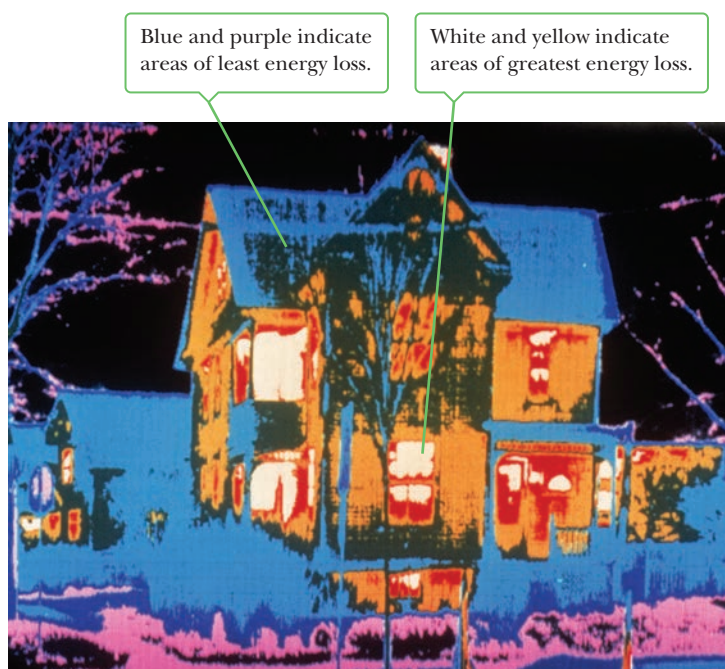 Blue and purple indicate
areas of least energy loss.
White and yellow indicate
areas of greatest energy loss.